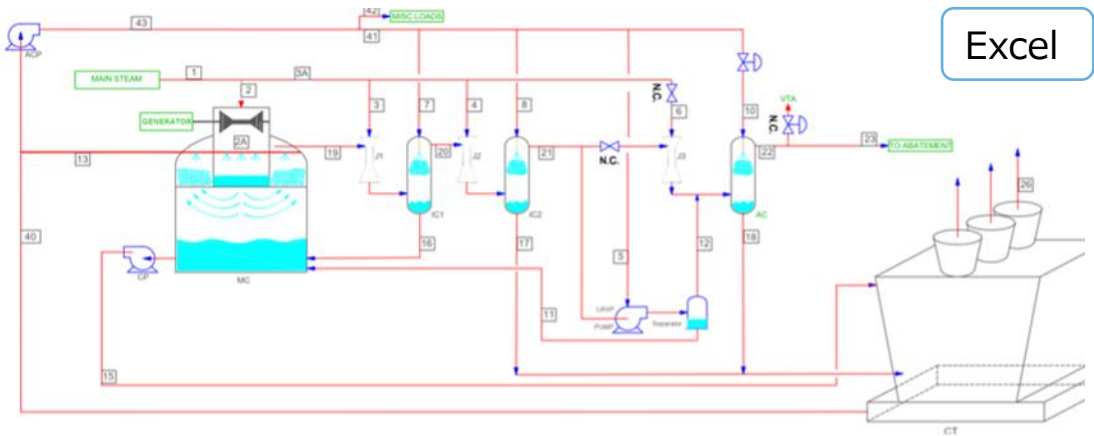 42
43
MISC LOADS
41
Excel
ACP
MAIN STEAM
1
3A
2
3
7
4
8
N.C.
6
10
VTA
N.C.
GENERATOR
2A
13
19
J1
20
J2
21
N.C.
J3
22
23
TO ABATEMENT
26
IC1
IC2
AC
40
16
17
5
12
18
CP
MC
11
LRVP
PUMP
Separator
15
CT